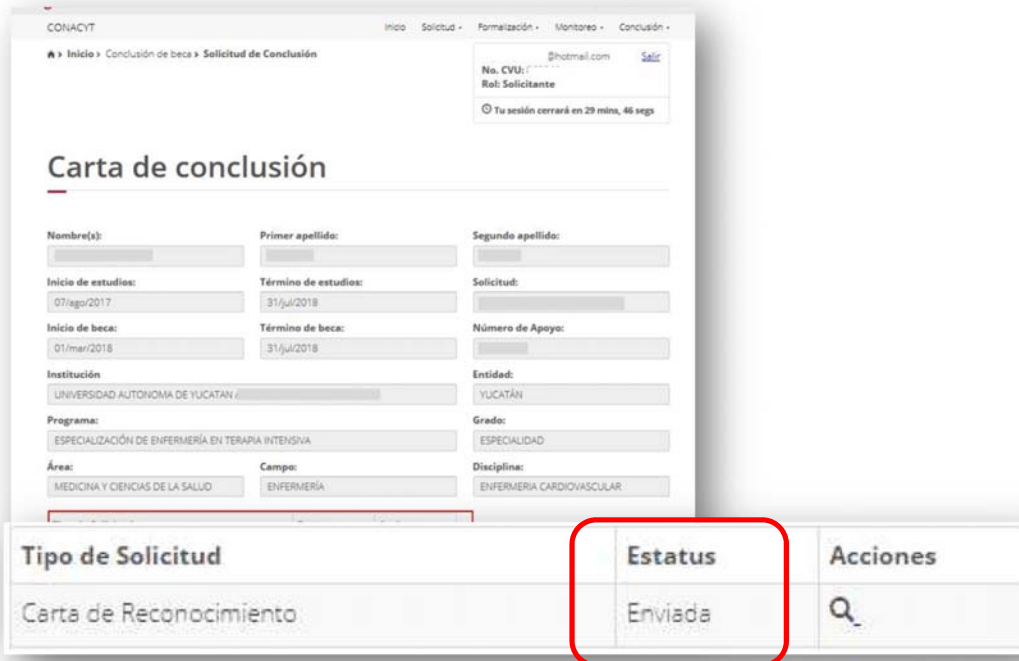 CONACYT Inicio Solicitud Formalización Monitoreo Conclusión
Inicio > Conclusión de beca > Solicitud de Conclusión
@hotmail.com Salir
No. CVU:
Rol: Solicitante
Tu sesión cerrará en 29 mins, 46 segs
Carta de conclusión
Nombre(s): Primer apellido: Segundo apellido:
Inicio de estudios: Término de estudios: Solicitud:
07/ago/2017 31/jul/2018
Inicio de beca: Término de beca: Número de Apoyo:
01/mar/2018 31/jul/2018
Institución Entidad:
UNIVERSIDAD AUTONOMA DE YUCATAN / YUCATÁN
Programa: Grado:
ESPECIALIZACIÓN DE ENFERMERÍA EN TERAPIA INTENSIVA ESPECIALIDAD
Área: Campo: Disciplina:
MEDICINA Y CIENCIAS DE LA SALUD ENFERMERÍA ENFERMERIA CARDIOVASCULAR
Tipo de Solicitud Estatus Acciones
Carta de Reconocimiento Enviada